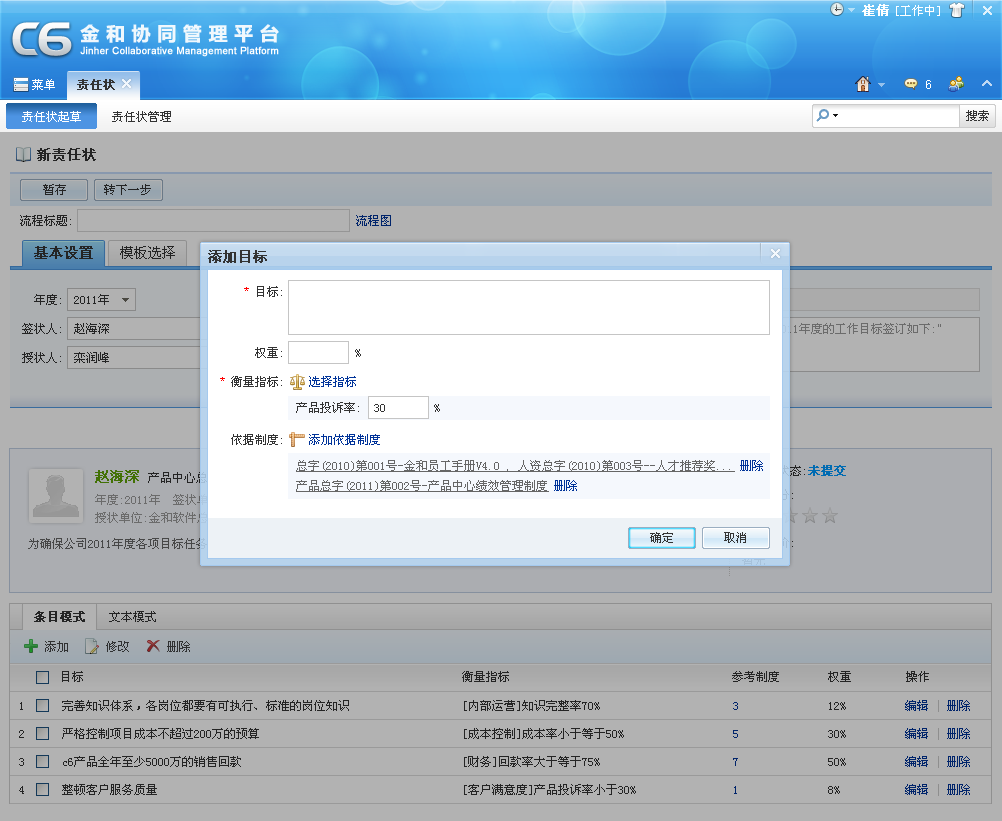 崔倩 [工作中]
C6 金和协同管理平台
Jinher Collaborative Management Platform
菜单 责任状 6
责任状起草 责任状管理 搜索
新责任状
暂存 转下一步
流程标题: 流程图
基本设置 模板选择
年度: 2011年
签状人: 赵海深
1年度的工作目标签订如下:"
授状人: 栾润峰
添加目标
* 目标:
权重: %
* 衡量指标: 选择指标
产品投诉率: 30 %
依据制度: 添加依据制度
总字(2010)第001号-金和员工手册V4.0 , 人资总字(2010)第003号--人才推荐奖... 删除
产品总字(2011)第002号-产品中心绩效管理制度 删除
确定 取消
赵海深 产品中心总
态: 未提交
年度:2011年 签状
授状单位:金和软件
为确保公司2011年度各项目标任务
条目模式 文本模式
添加 修改 删除
目标 衡量指标 参考制度 权重 操作
1 完善知识体系，各岗位都要有可执行、标准的岗位知识 [内部运营]知识完整率70% 3 12% 编辑 | 删除
2 严格控制项目成本不超过200万的预算 [成本控制]成本率小于等于50% 5 30% 编辑 | 删除
3 c6产品全年至少5000万的销售回款 [财务]回款率大于等于75% 7 50% 编辑 | 删除
4 整顿客户服务质量 [客户满意度]产品投诉率小于30% 1 8% 编辑 | 删除